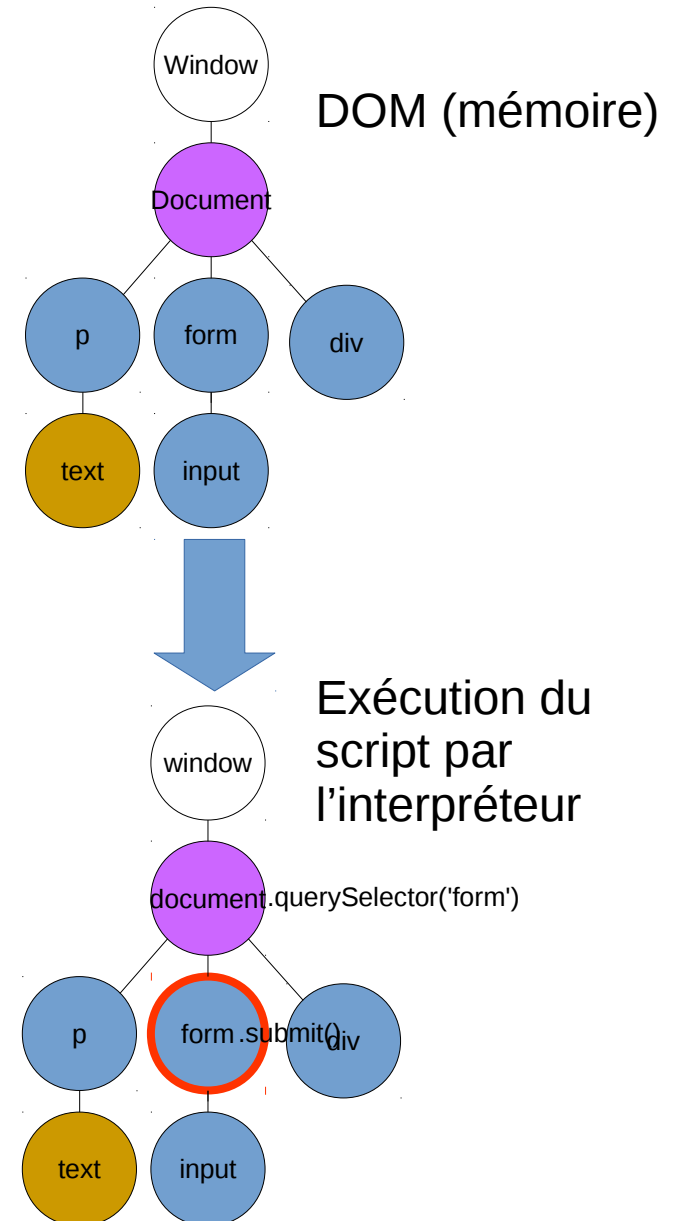 Window
DOM (mémoire)
Document
p
form
div
text
input
Exécution du
script par
l’interpréteur
window
document.querySelector('form')
p
form .submit()
div
text
input